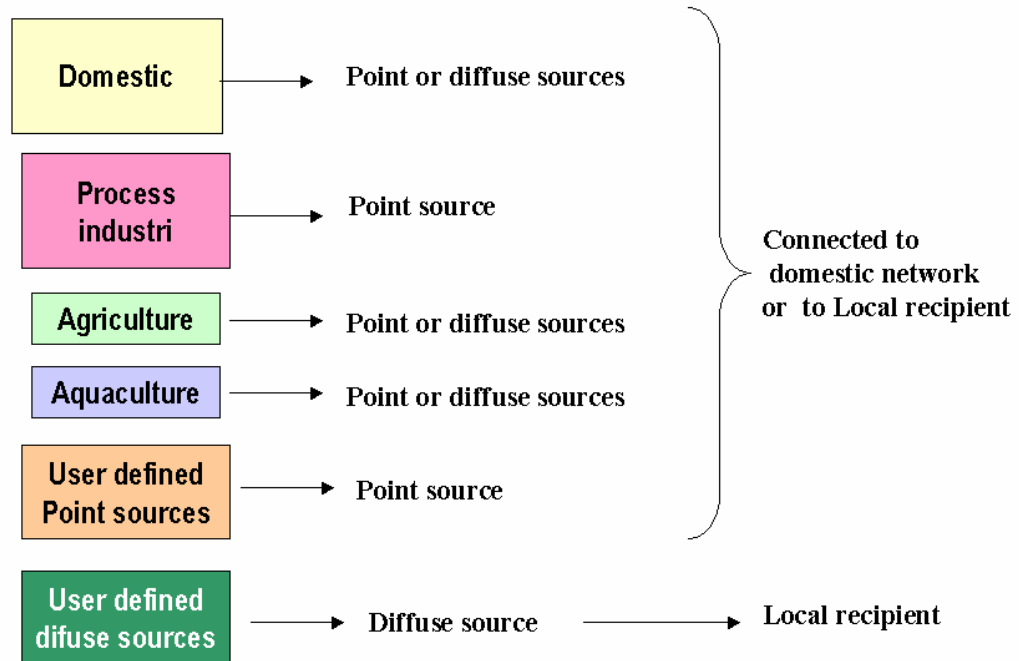 Domestic
Point or diffuse sources
Process
industri
Point source
Agriculture
Point or diffuse sources
Aquaculture
Point or diffuse sources
User defined
Point sources
Point source
Connected to
domestic network
or to Local recipient
User defined
difuse sources
Diffuse source
Local recipient